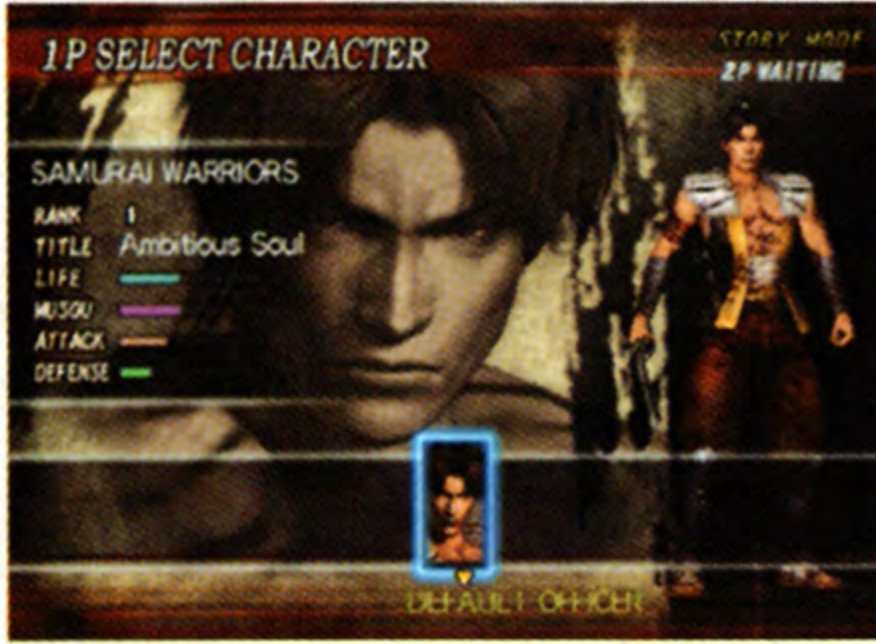 1P SELECT CHARACTER
STORY MODE
2P WAITING
SAMURAI WARRIORS
RANK 1
TITLE Ambitious Soul
LIFE
MUSOU
ATTACK
DEFENSE
DEFAULT OFFICER